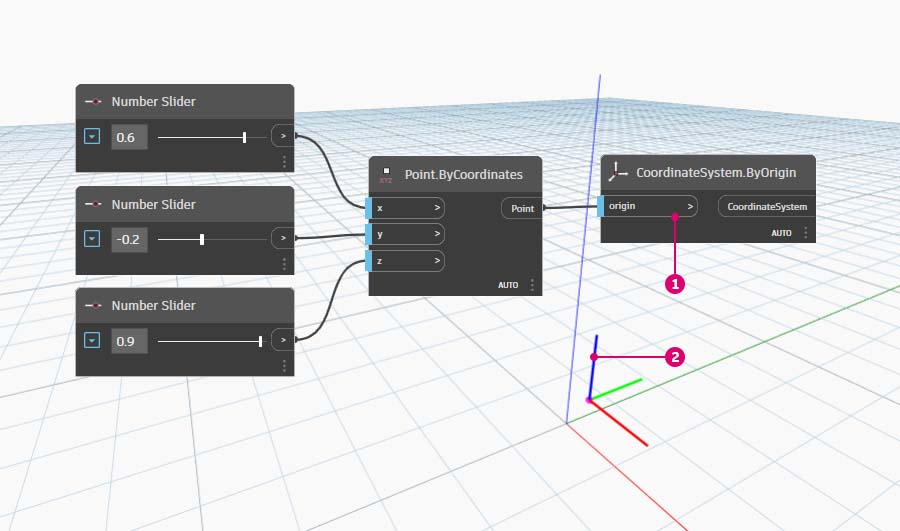 Number Slider
0.6
>
Number Slider
-0.2
>
Number Slider
0.9
>
XYZ
Point.ByCoordinates
x >
Point
y >
z >
AUTO
CoordinateSystem.ByOrigin
origin >
CoordinateSystem
AUTO
1
2